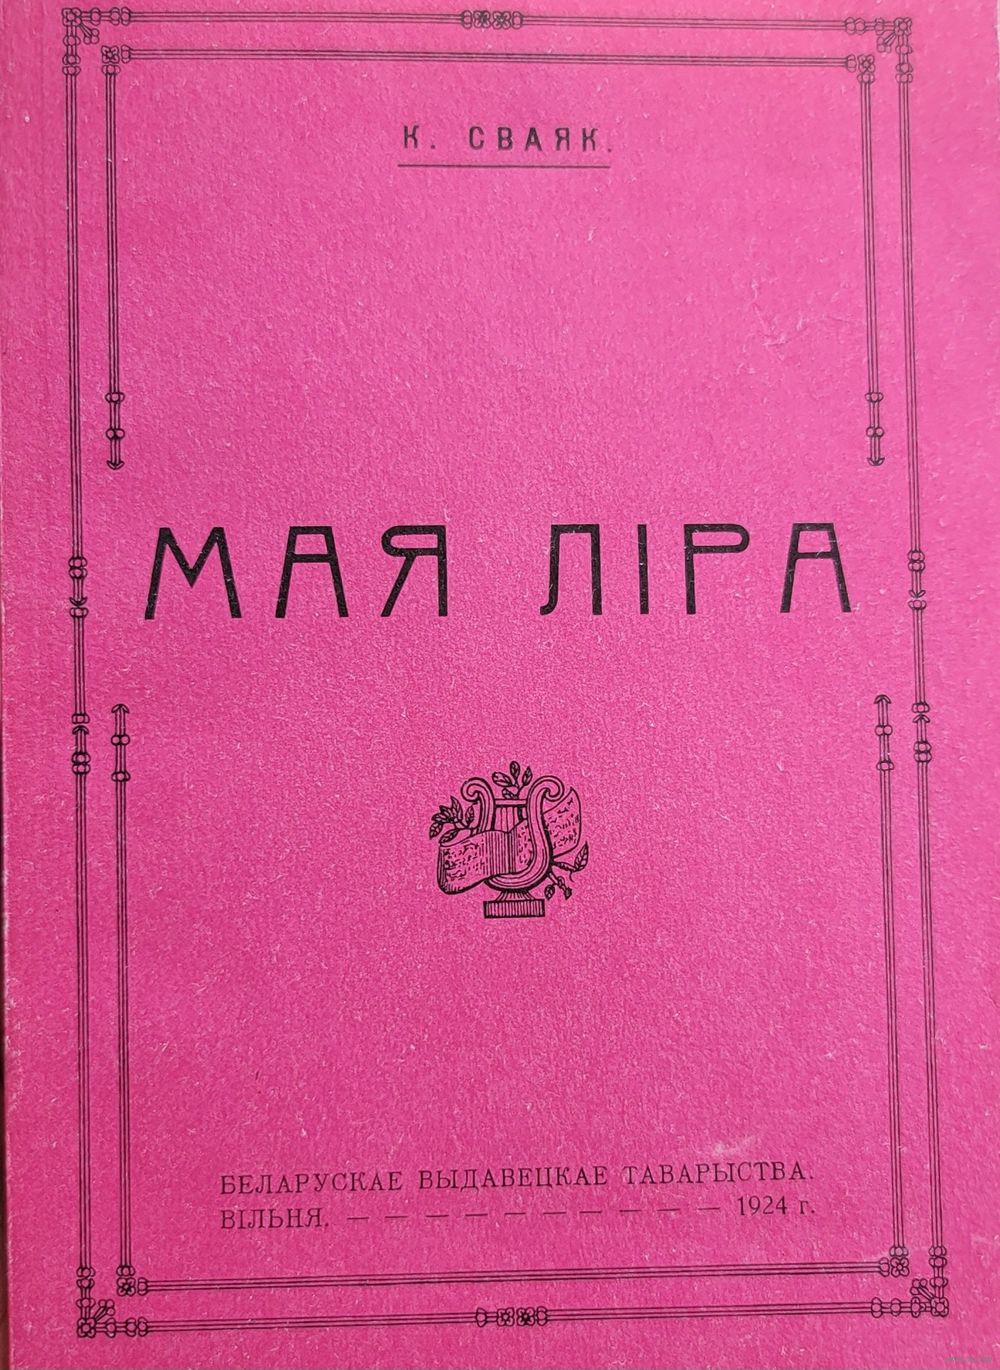 К. СВАЯК.
МАЯ ЛІРА
БЕЛАРУСКАЕ ВЫДАВЕЦКАЕ ТАВАРЫСТВА.
ВІЛЬНЯ. — — — — — — — — — — 1924 г.